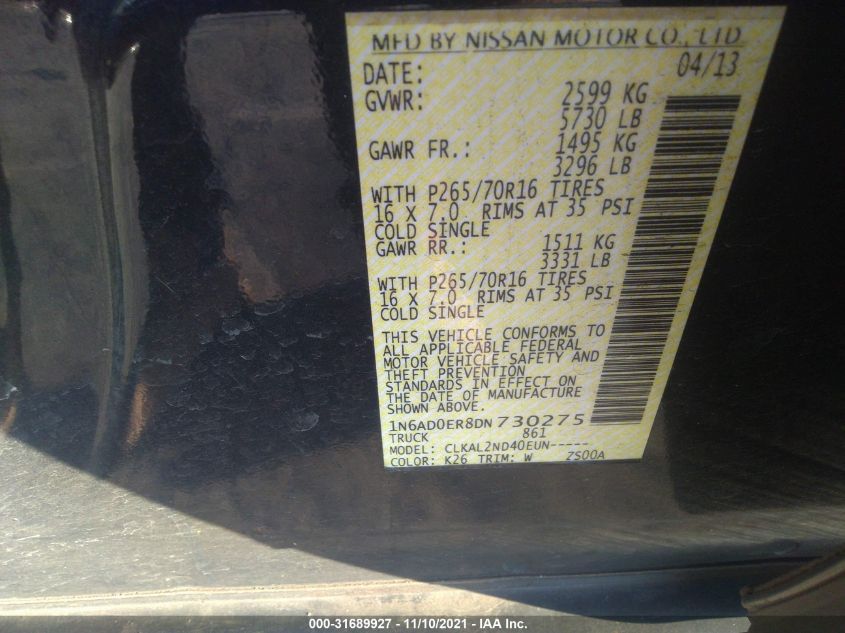 MFD BY NISSAN MOTOR CO., LTD.
DATE: 04/13
GVWR: 2599 KG
5730 LB
GAWR FR.: 1495 KG
3296 LB
WITH P265/70R16 TIRES
16 X 7.0 RIMS AT 35 PSI
COLD SINGLE
GAWR RR.: 1511 KG
3331 LB
WITH P265/70R16 TIRES
16 X 7.0 RIMS AT 35 PSI
COLD SINGLE
THIS VEHICLE CONFORMS TO
ALL APPLICABLE FEDERAL
MOTOR VEHICLE SAFETY AND
THEFT PREVENTION
STANDARDS IN EFFECT ON
THE DATE OF MANUFACTURE
SHOWN ABOVE.
1N6AD0ER8DN730275
TRUCK 861
MODEL: CLKAL2ND40EUN-----
COLOR: K26 TRIM: W ZS00A
000-31689927 - 11/10/2021 - IAA Inc.